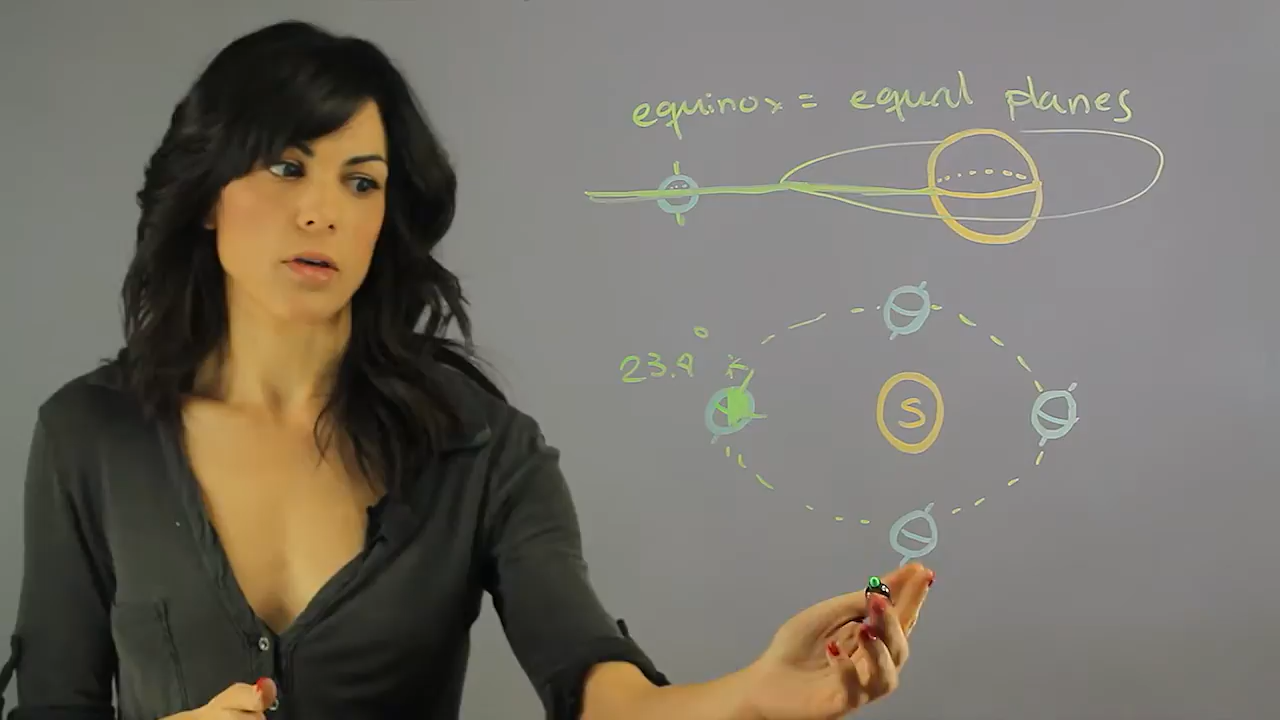 equinox = equal planes
23.4°
S